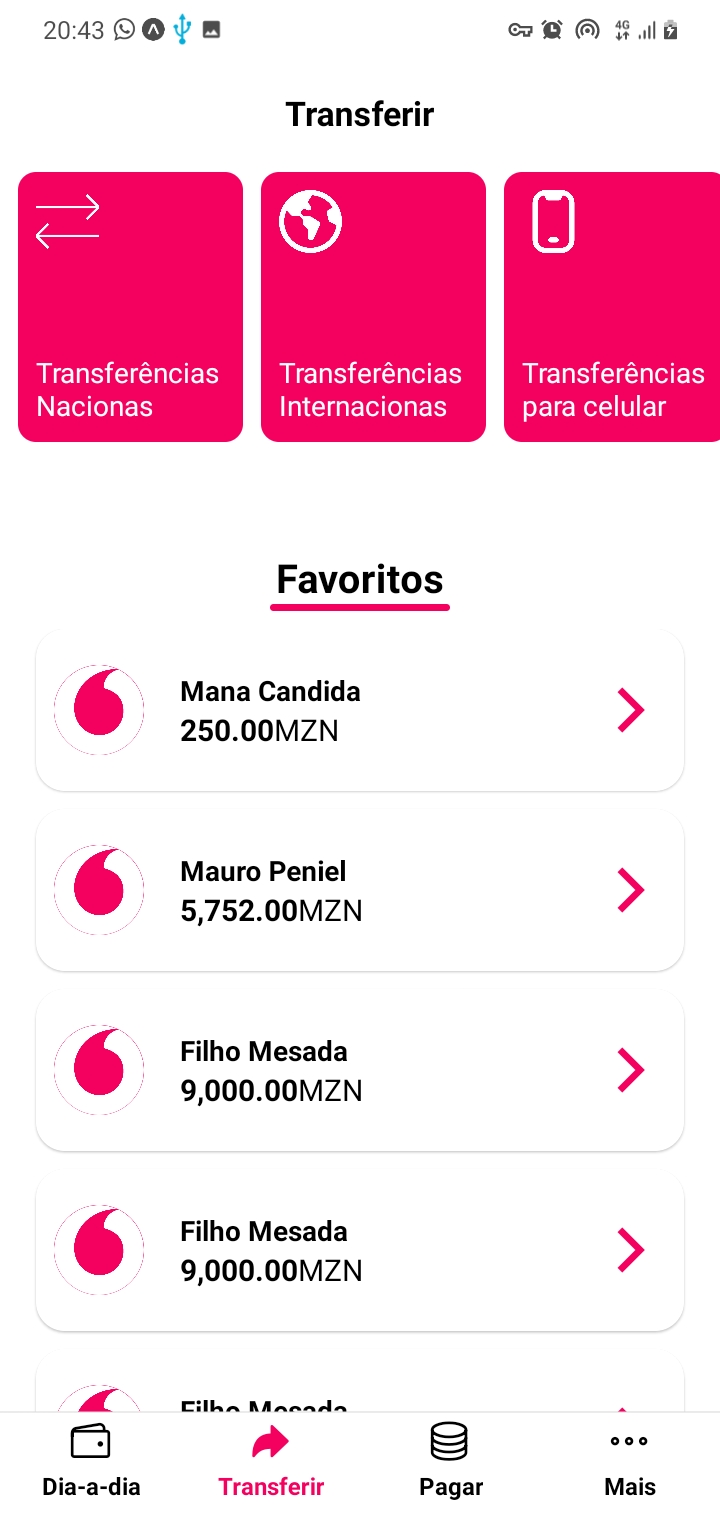 20:43
4G
Transferir
Transferências
Nacionas
Transferências
Internacionas
Transferências
para celular
Favoritos
Mana Candida
250.00MZN
Mauro Peniel
5,752.00MZN
Filho Mesada
9,000.00MZN
Filho Mesada
9,000.00MZN
Filho Mesada
Dia-a-dia
Transferir
Pagar
Mais